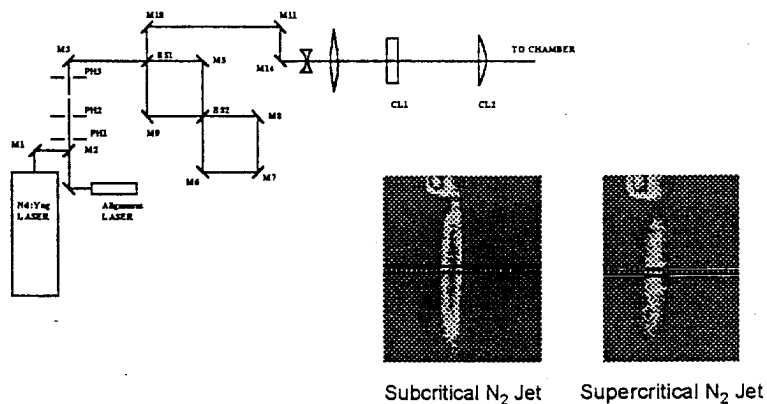 M10
M11
M3
BS1
M5
M14
TO CHAMBER
PH3
CL1
CL2
PH2
BS2
M8
PH1
M9
M1
M2
M6
M7
Nd:Yag
LASER
Alignment
LASER
Subcritical N₂ Jet
Supercritical N₂ Jet